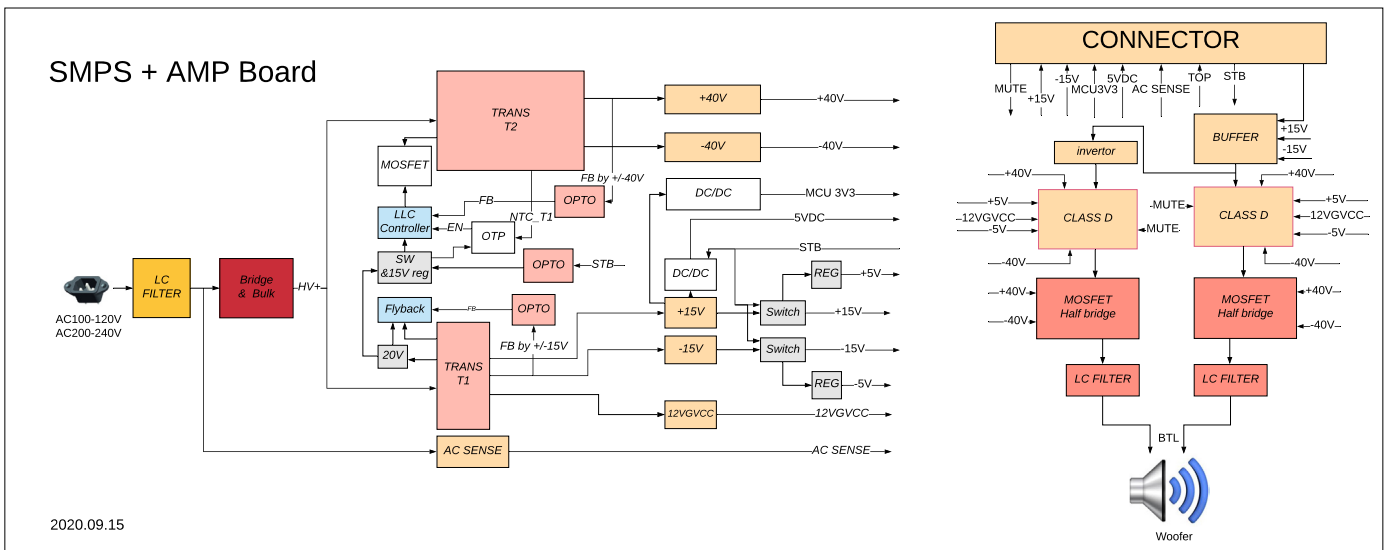 SMPS + AMP Board
AC100-120V
AC200-240V
LC
FILTER
Bridge
& Bulk
HV+
TRANS
T2
MOSFET
LLC
Controller
FB
EN
NTC_T1
OTP
SW
&15V reg
OPTO
FB by +/-40V
OPTO
STB
Flyback
FB
OPTO
FB by +/-15V
20V
TRANS
T1
AC SENSE
+40V
+40V
-40V
-40V
DC/DC
MCU 3V3
5VDC
STB
DC/DC
REG
+5V
+15V
Switch
+15V
-15V
Switch
-15V
REG
-5V
12VGVCC
12VGVCC
AC SENSE
2020.09.15
CONNECTOR
MUTE
+15V
-15V
MCU3V3
5VDC
AC SENSE
TOP
STB
BUFFER
+15V
-15V
invertor
+40V
+5V
12VGVCC
-5V
CLASS D
MUTE
-40V
+40V
MUTE
CLASS D
+5V
12VGVCC
-5V
-40V
+40V
-40V
MOSFET
Half bridge
MOSFET
Half bridge
+40V
-40V
LC FILTER
LC FILTER
BTL
Woofer